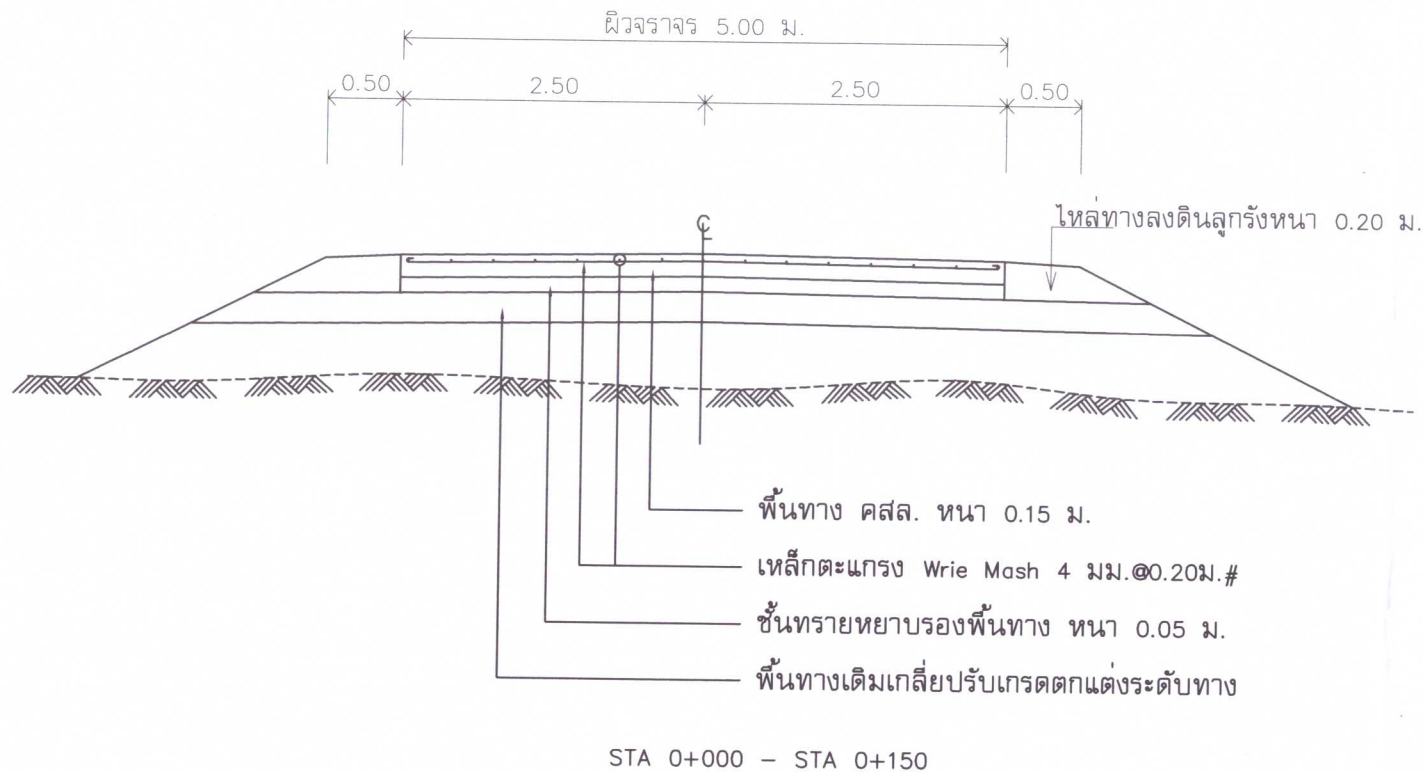 ผิวจราจร 5.00 ม.
0.50 2.50 2.50 0.50
ไหล่ทางลงดินลูกรังหนา 0.20 ม.
℄
พื้นทาง คสล. หนา 0.15 ม.
เหล็กตะแกรง Wrie Mash 4 มม.@0.20ม.#
ชั้นทรายหยาบรองพื้นทาง หนา 0.05 ม.
พื้นทางเดิมเกลี่ยปรับเกรดตกแต่งระดับทาง
STA 0+000 – STA 0+150